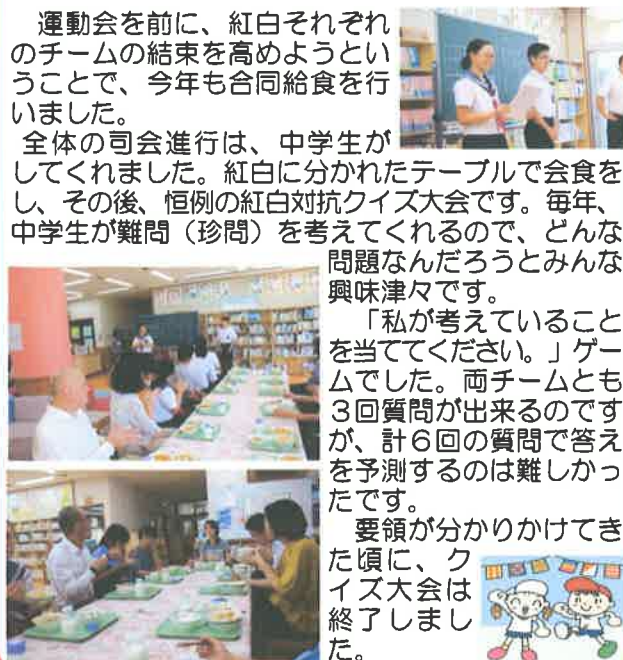 運動会を前に、紅白それぞれ
のチームの結束を高めようとい
うことで、今年も合同給食を行
いました。
 全体の司会進行は、中学生が
してくれました。紅白に分かれたテーブルで会食を
し、その後、恒例の紅白対抗クイズ大会です。毎年、
中学生が難問（珍問）を考えてくれるので、どんな
問題なんだろうとみんな
興味津々です。
　「私が考えていること
を当ててください。」ゲー
ムでした。両チームとも
３回質問が出来るのです
が、計６回の質問で答え
を予測するのは難しかっ
たです。
　要領が分かりかけてき
た頃に、ク
イズ大会は
終了しまし
た。